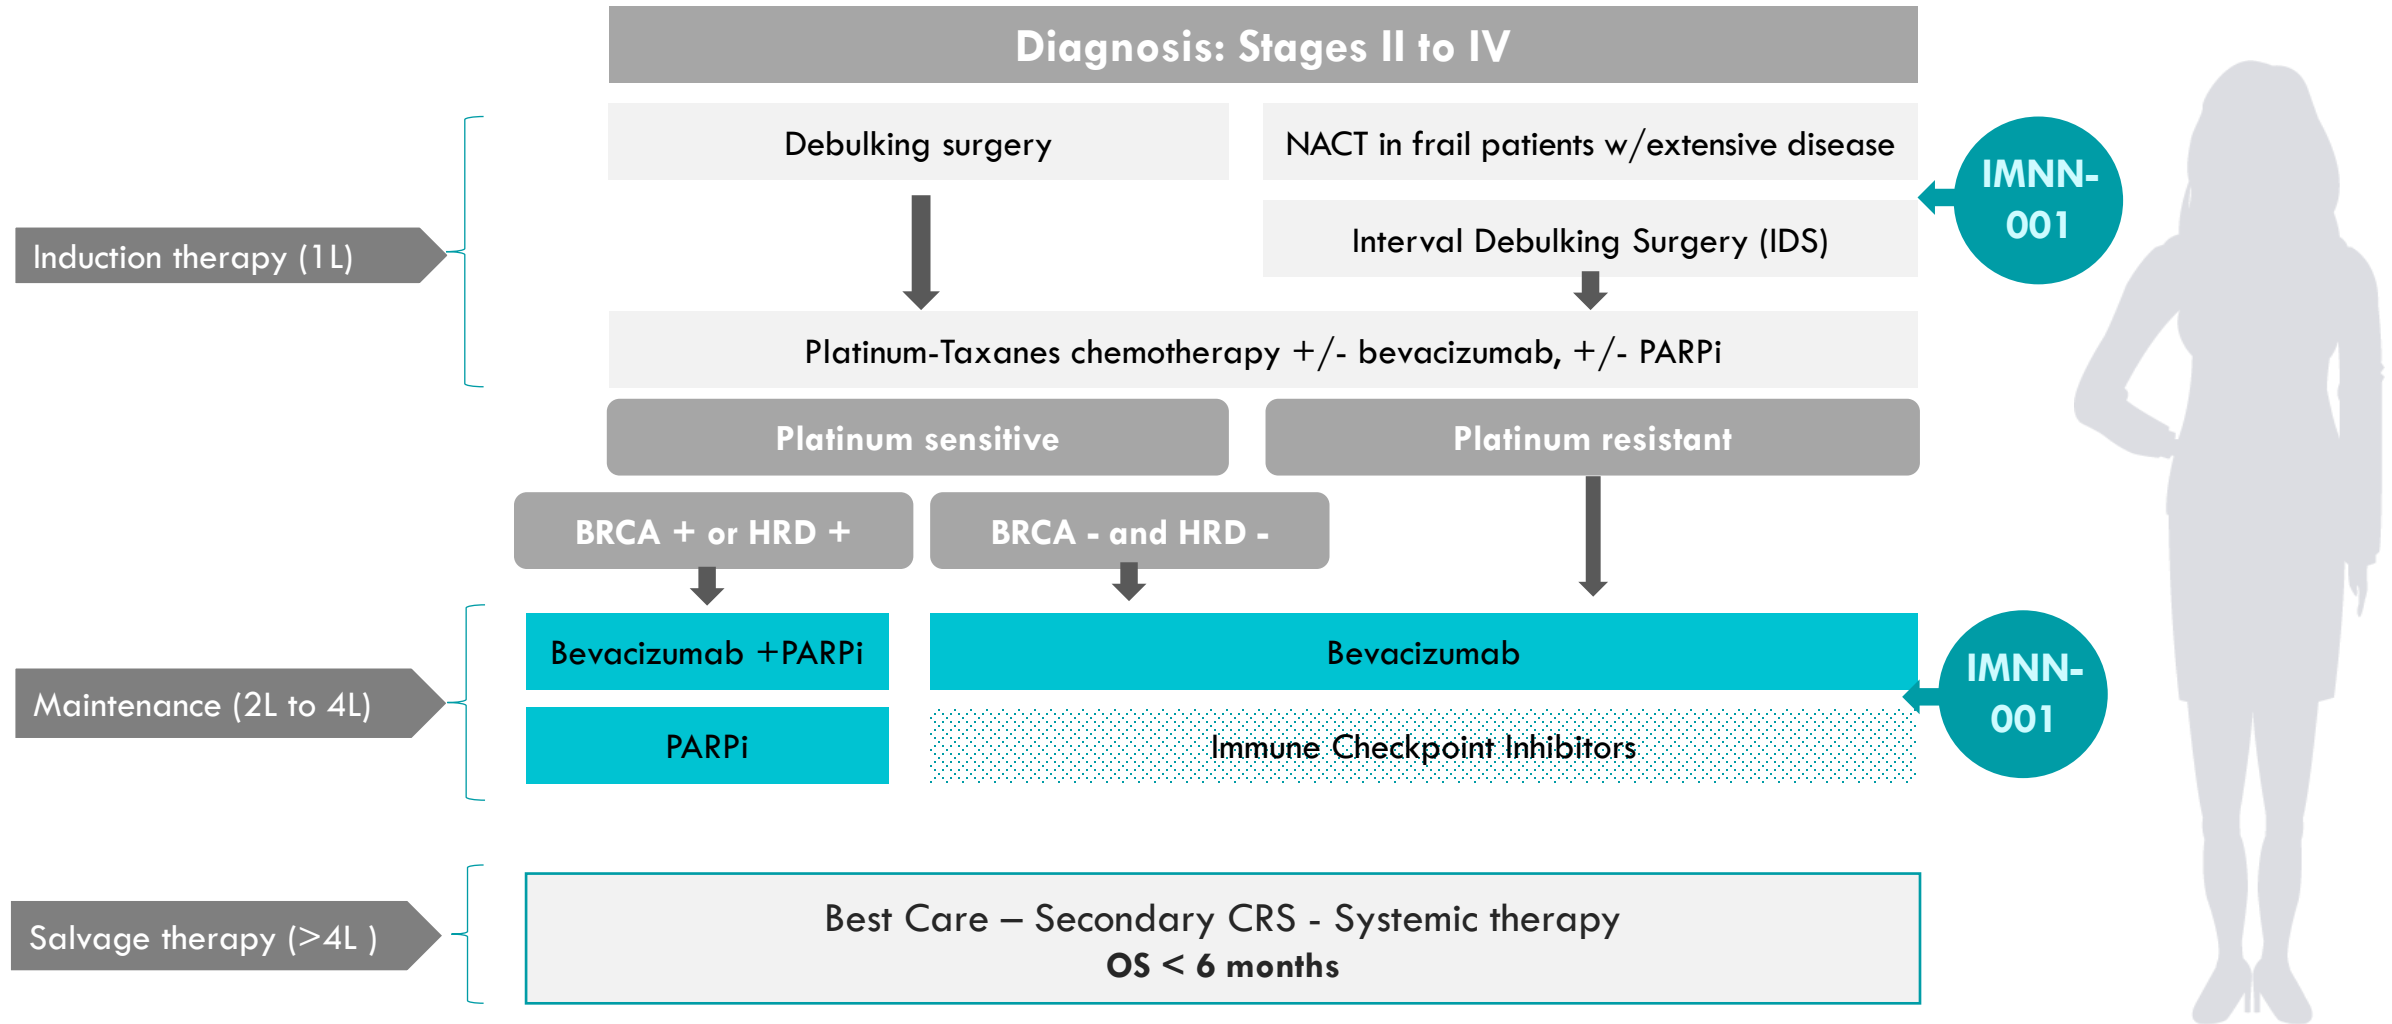 Diagnosis: Stages II to IV
Debulking surgery
NACT in frail patients w/extensive disease
IMNN-
001
Interval Debulking Surgery (IDS)
Induction therapy (1L)
Platinum-Taxanes chemotherapy +/- bevacizumab, +/- PARPi
Platinum sensitive
Platinum resistant
BRCA + or HRD +
BRCA - and HRD -
Bevacizumab +PARPi
Bevacizumab
IMNN-
001
Maintenance (2L to 4L)
PARPi
Immune Checkpoint Inhibitors
Salvage therapy (>4L )
Best Care – Secondary CRS - Systemic therapy
OS < 6 months